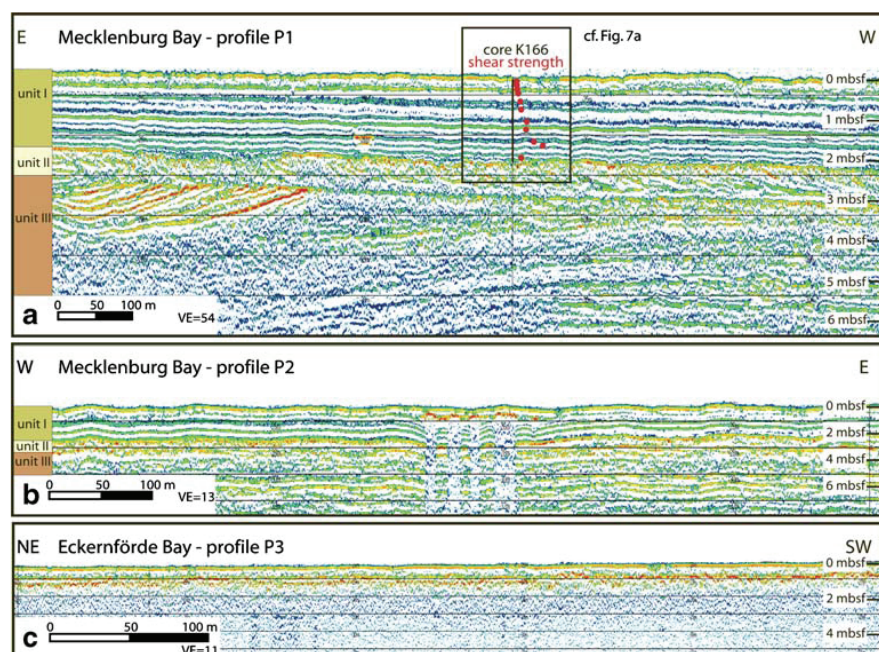 E Mecklenburg Bay - profile P1 core K166 cf. Fig. 7a W
shear strength
unit I
unit II
unit III
0 mbsf
1 mbsf
2 mbsf
3 mbsf
4 mbsf
5 mbsf
6 mbsf
a 0 50 100 m VE=54
W Mecklenburg Bay - profile P2 E
unit I
unit II
unit III
0 mbsf
2 mbsf
4 mbsf
6 mbsf
b 0 50 100 m VE=13
NE Eckernförde Bay - profile P3 SW
0 mbsf
2 mbsf
4 mbsf
c 0 50 100 m VE=11